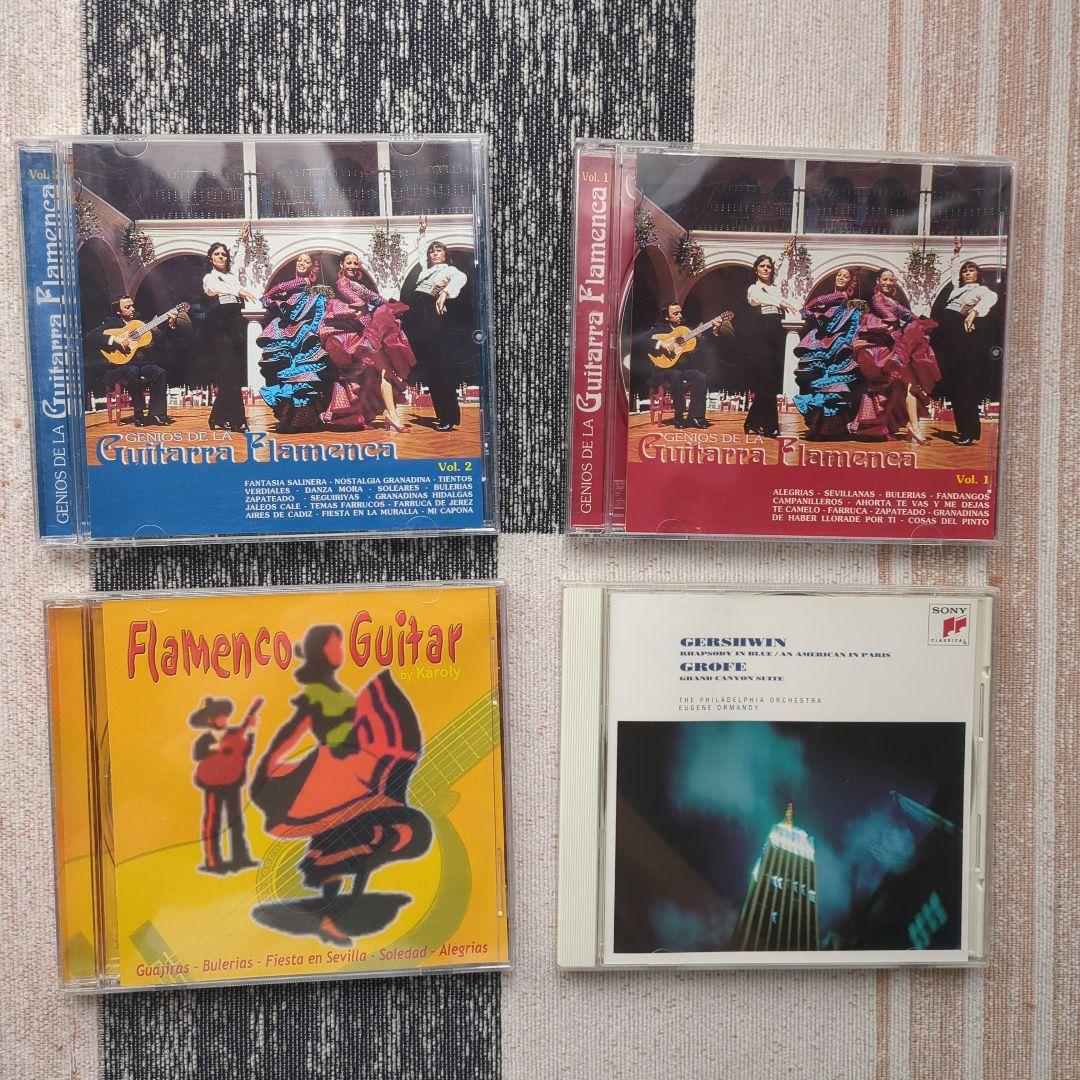 Vol.
GENIOS DE LA Guitarra Flamenca
GENIOS DE LA
Guitarra Flamenca
Vol. 2
FANTASIA SALINERA - NOSTALGIA GRANADINA - TIENTOS
VERDIALES - DANZA MORA - SOLEARES - BULERIAS
ZAPATEADO - SEGUIRIYAS - GRANADINAS HIDALGAS
JALEOS CALE - TEMAS FARRUCOS - FARRUCA DE JEREZ
AIRES DE CADIZ - FIESTA EN LA MURALLA - MI CAPONA
Vol. 1
GENIOS DE LA Guitarra Flamenca
GENIOS DE LA
Guitarra Flamenca
Vol. 1
ALEGRIAS - SEVILLANAS - BULERIAS - FANDANGOS
CAMPANILLEROS - AHORTA TE VAS Y ME DEJAS
TE CAMELO - FARRUCA - ZAPATEADO - GRANADINAS
DE HABER LLORADE POR TI - COSAS DEL PINTO
Flamenco Guitar
by Károly
Guajiras - Bulerias - Fiesta en Sevilla - Soledad - Alegrias
SONY
CLASSICAL
GERSHWIN
RHAPSODY IN BLUE / AN AMERICAN IN PARIS
GROFE
GRAND CANYON SUITE
THE PHILADELPHIA ORCHESTRA
EUGENE ORMANDY